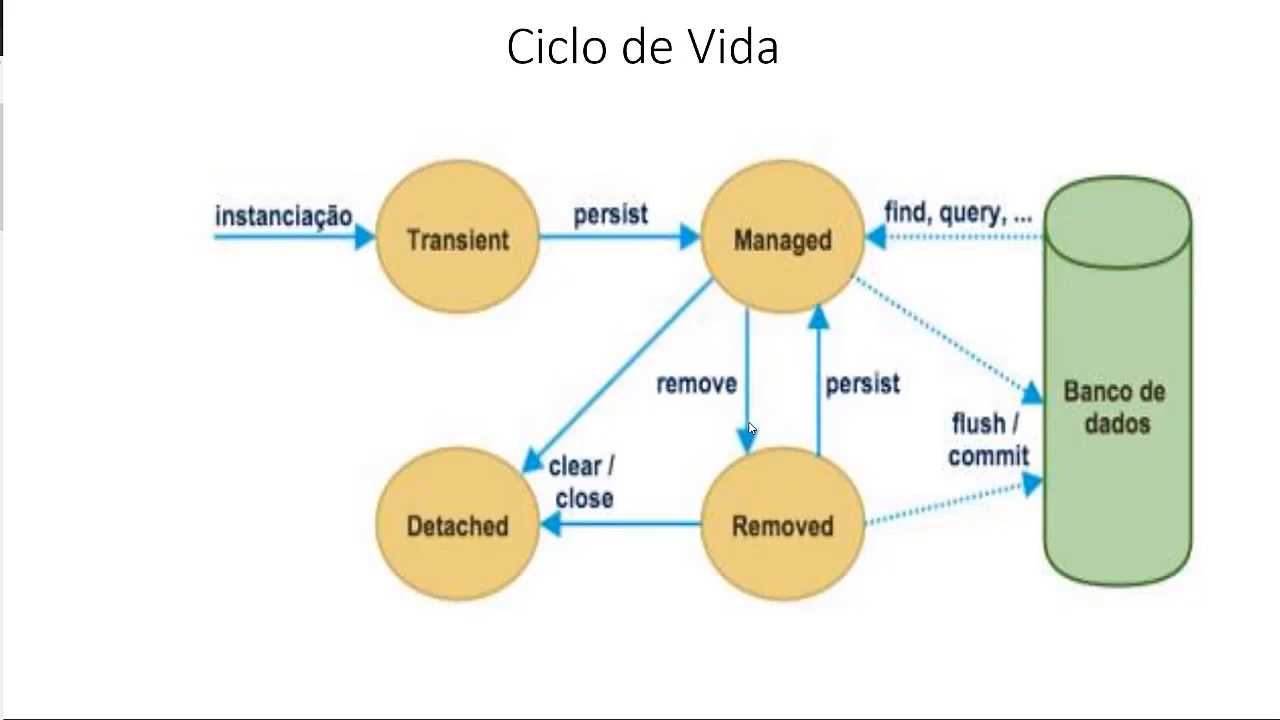 Ciclo de Vida
instanciação
Transient
persist
Managed
find, query, ...
remove
persist
Banco de
dados
flush /
commit
clear /
close
Detached
Removed